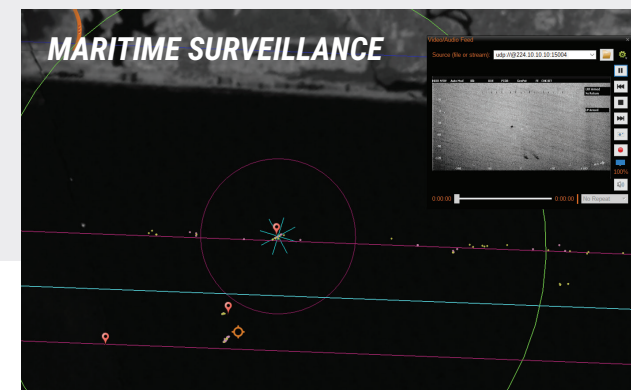 MARITIME SURVEILLANCE
Video/Audio Feed
Source (file or stream): udp://@224.10.10.10:15004
100%
0:00:00
0:00:00
No Repeat